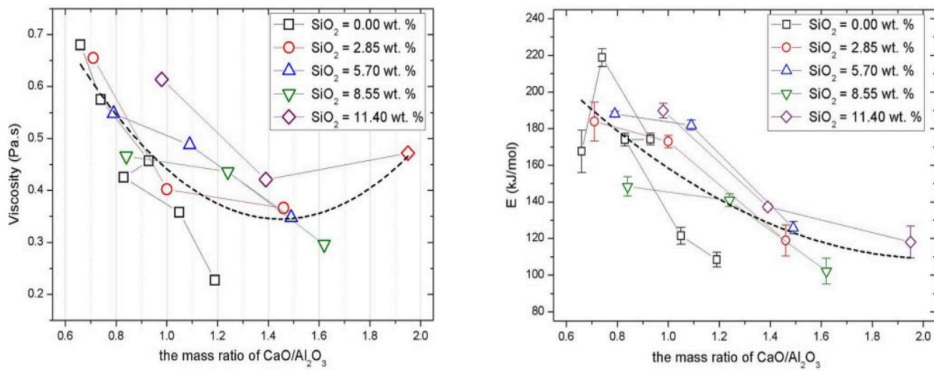 Viscosity (Pa.s)
0.7
0.6
0.5
0.4
0.3
0.2
0.6 0.8 1.0 1.2 1.4 1.6 1.8 2.0
the mass ratio of CaO/Al₂O₃
SiO₂ = 0.00 wt. %
SiO₂ = 2.85 wt. %
SiO₂ = 5.70 wt. %
SiO₂ = 8.55 wt. %
SiO₂ = 11.40 wt. %
E (kJ/mol)
240
220
200
180
160
140
120
100
80
0.6 0.8 1.0 1.2 1.4 1.6 1.8 2.0
the mass ratio of CaO/Al₂O₃
SiO₂ = 0.00 wt. %
SiO₂ = 2.85 wt. %
SiO₂ = 5.70 wt. %
SiO₂ = 8.55 wt. %
SiO₂ = 11.40 wt. %